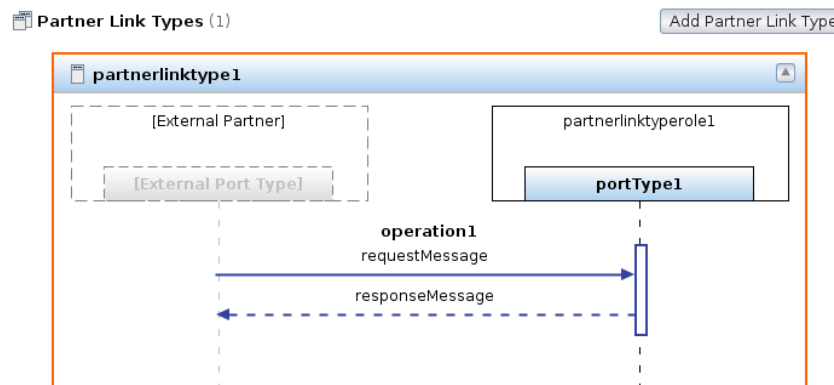 Partner Link Types (1)
Add Partner Link Type
partnerlinktype1
[External Partner]
partnerlinktyperole1
[External Port Type]
portType1
operation1
requestMessage
responseMessage